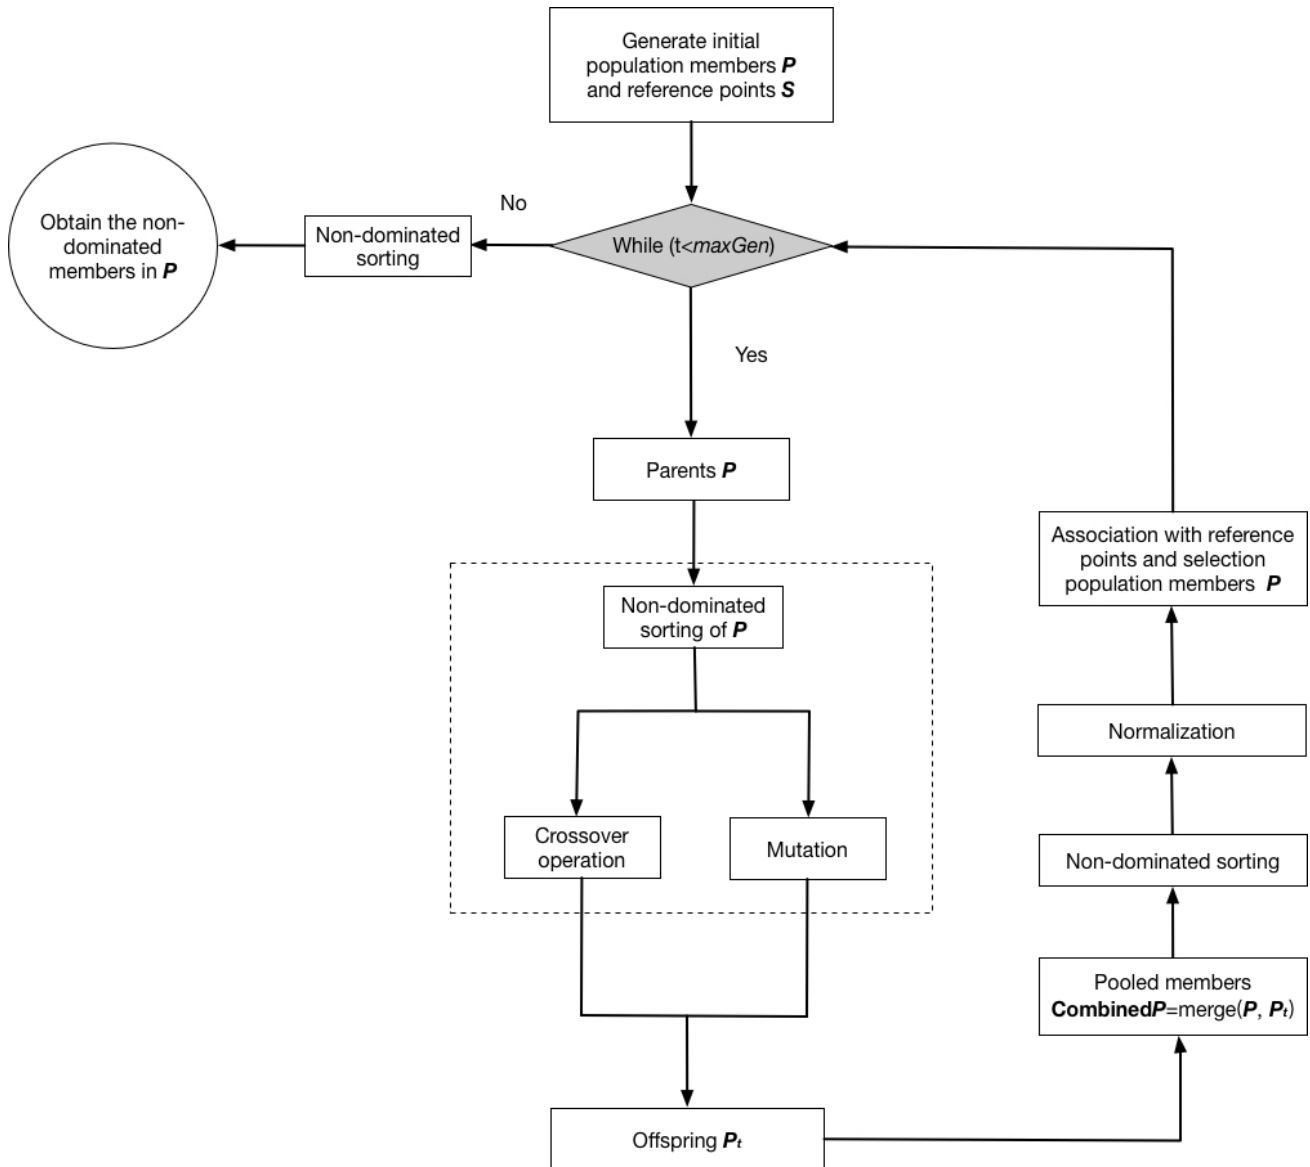 Generate initial
population members P
and reference points S
No
Obtain the non-
dominated
members in P
Non-dominated
sorting
While (t<maxGen)
Yes
Parents P
Non-dominated
sorting of P
Crossover
operation
Mutation
Offspring Pt
Pooled members
CombinedP=merge(P, Pt)
Non-dominated sorting
Normalization
Association with reference
points and selection
population members P